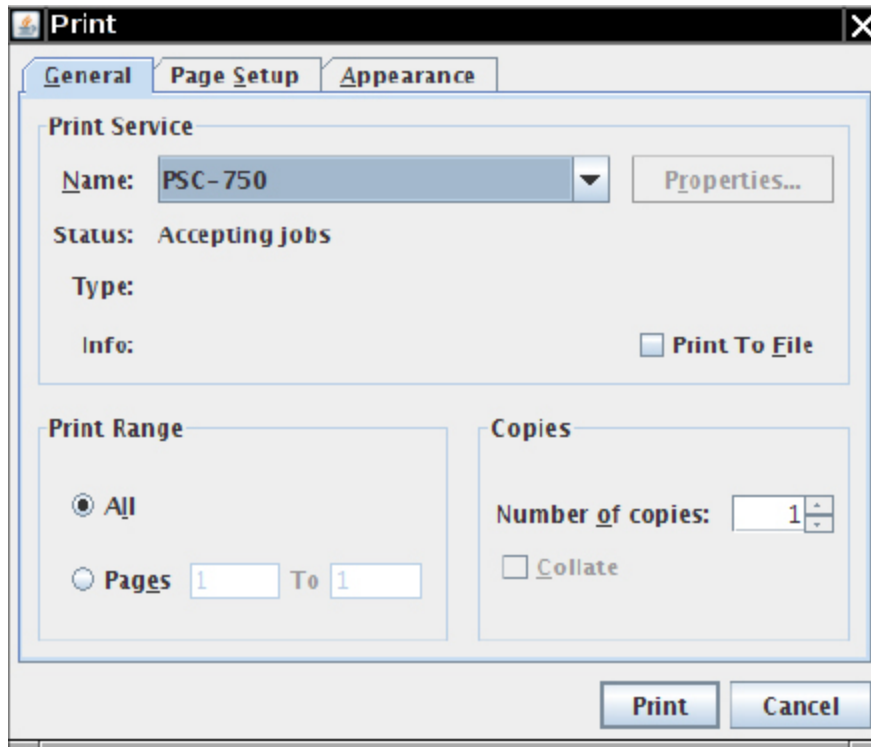 Print
General Page Setup Appearance
Print Service
Name: PSC-750 Properties...
Status: Accepting jobs
Type:
Info: Print To File
Print Range Copies
All
Number of copies: 1
Pages 1 To 1
Collate
Print Cancel